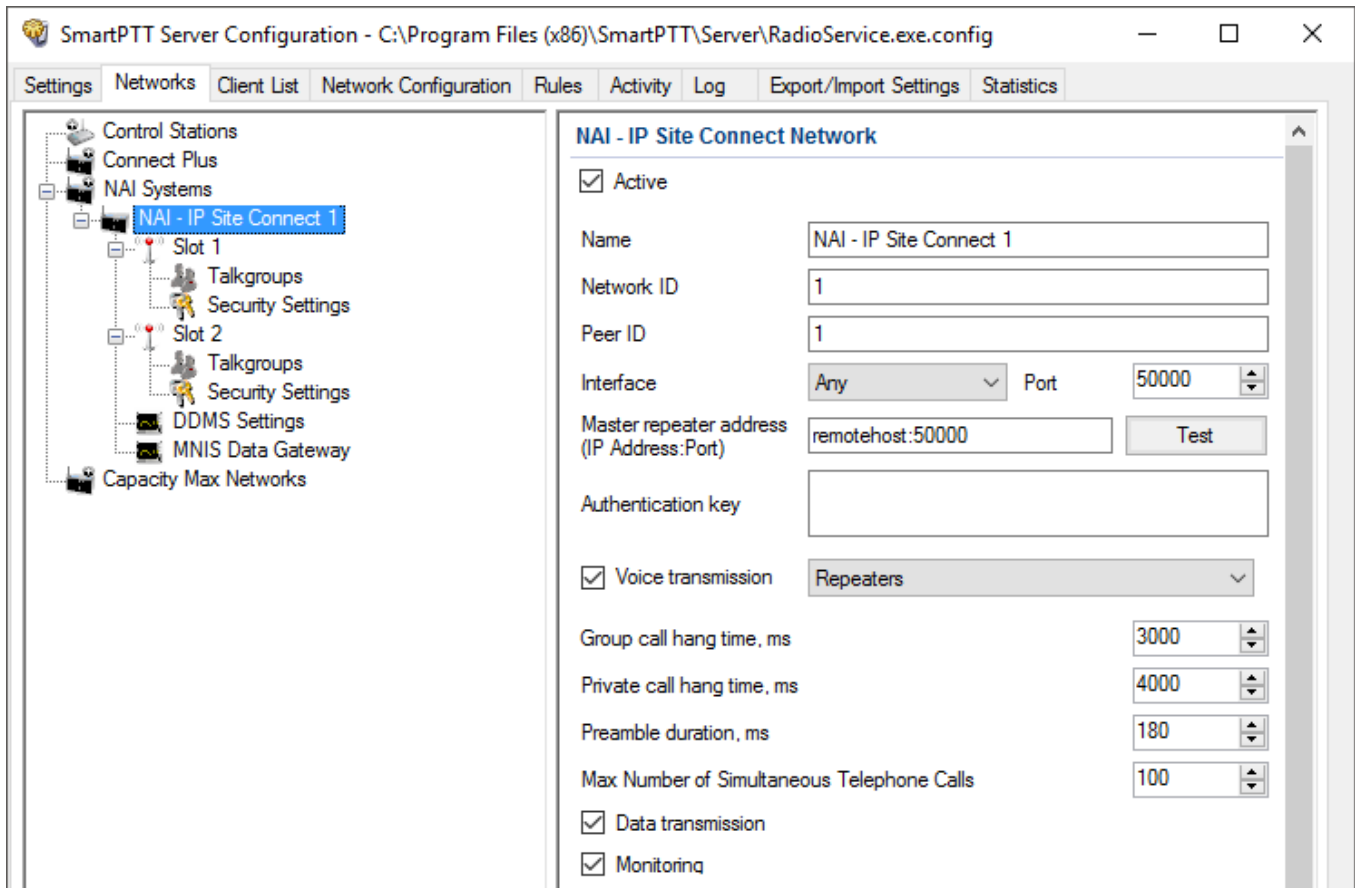 SmartPTT Server Configuration - C:\Program Files (x86)\SmartPTT\Server\RadioService.exe.config
Settings Networks Client List Network Configuration Rules Activity Log Export/Import Settings Statistics
Control Stations
Connect Plus
NAI Systems
NAI - IP Site Connect 1
Slot 1
Talkgroups
Security Settings
Slot 2
Talkgroups
Security Settings
DDMS Settings
MNIS Data Gateway
Capacity Max Networks
NAI - IP Site Connect Network
Active
Name NAI - IP Site Connect 1
Network ID 1
Peer ID 1
Interface Any Port 50000
Master repeater address
(IP Address:Port) remotehost:50000 Test
Authentication key
Voice transmission Repeaters
Group call hang time, ms 3000
Private call hang time, ms 4000
Preamble duration, ms 180
Max Number of Simultaneous Telephone Calls 100
Data transmission
Monitoring